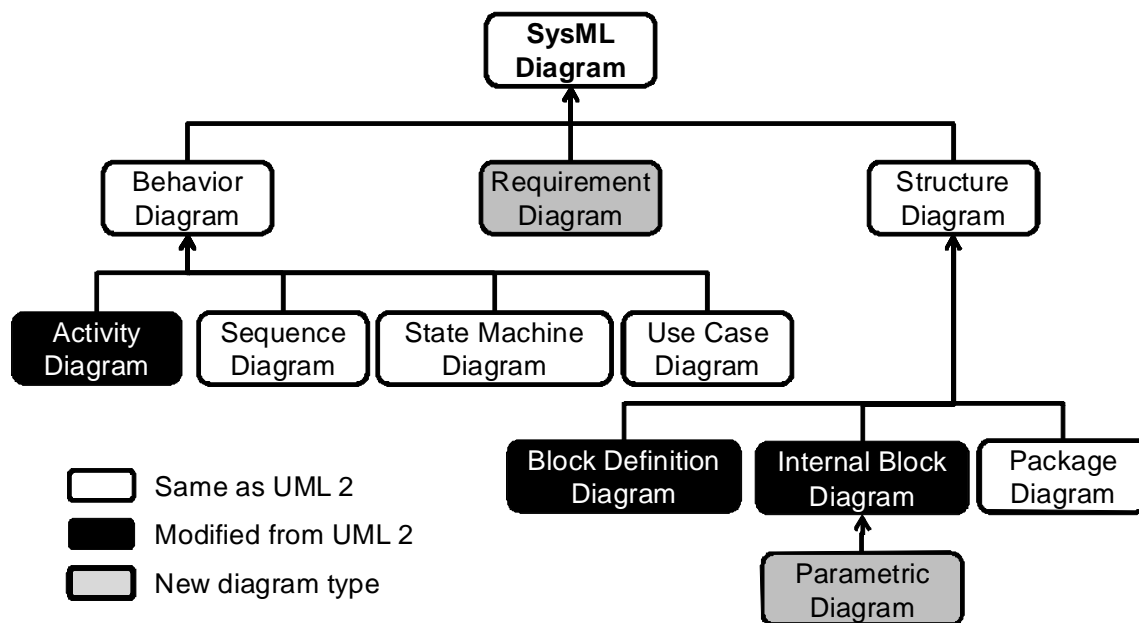 SysML
Diagram
Behavior
Diagram
Requirement
Diagram
Structure
Diagram
Activity
Diagram
Sequence
Diagram
State Machine
Diagram
Use Case
Diagram
Block Definition
Diagram
Internal Block
Diagram
Package
Diagram
Parametric
Diagram
Same as UML 2
Modified from UML 2
New diagram type